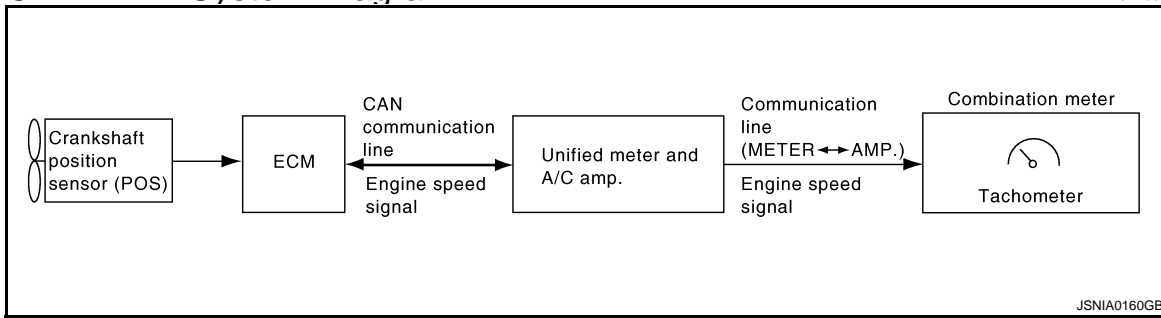 Crankshaft
position
sensor (POS)
ECM
CAN
communication
line
Engine speed
signal
Unified meter and
A/C amp.
Communication
line
(METER↔AMP.)
Engine speed
signal
Combination meter
Tachometer
JSNIA0160GB